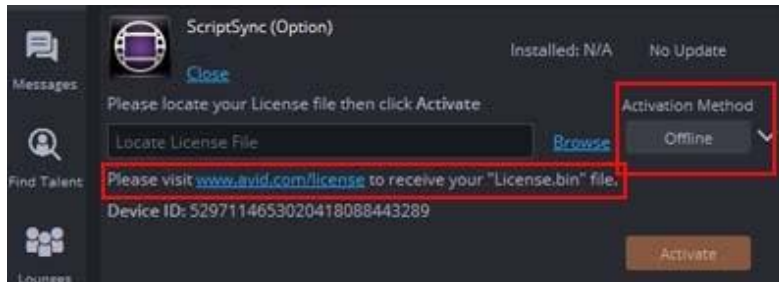 ScriptSync (Option)
Installed: N/A
No Update
Messages
Close
Please locate your License file then click Activate
Activation Method
Locate License File
Browse
Offline
Find Talent
Please visit www.avid.com/license to receive your "License.bin" file.
Device ID: 5297114653020418088443289
Activate
Lounges